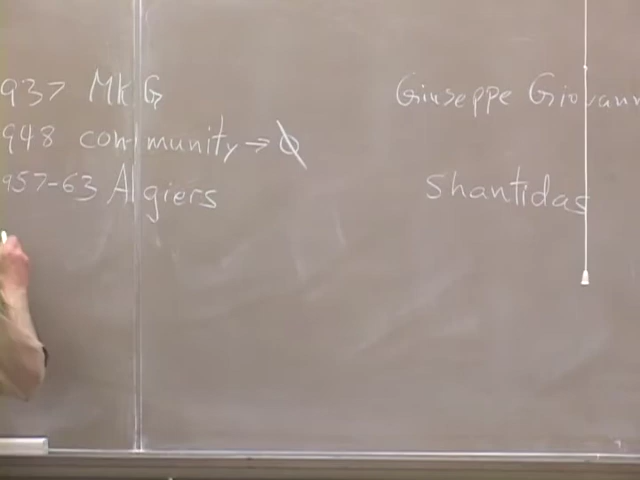 937 MKG
948 community → Ø
957-63 Algiers
Giuseppe Giovann
Shantidas